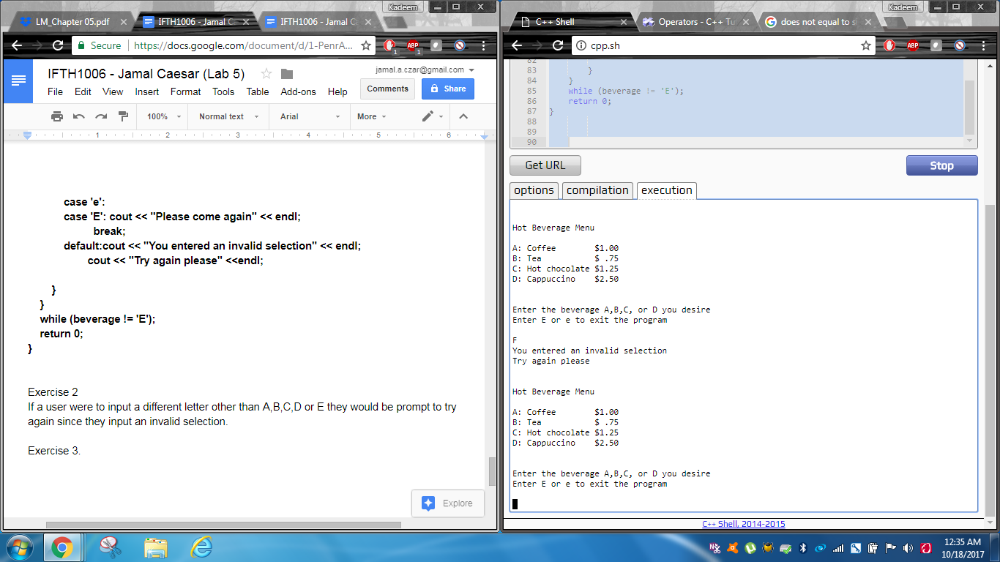 Kadeem
LM_Chapter 05.pdf
IFTH1006 - Jamal C
IFTH1006 - Jamal C
Secure
https://docs.google.com/document/d/1-PenrA...
1
ABP
1
IFTH1006 - Jamal Caesar (Lab 5)
jamal.a.czar@gmail.com
File Edit View Insert Format Tools Table Add-ons Help
Comments
Share
100% Normal text Arial More
1 2 3 4 5 6
case 'e':
case 'E': cout << "Please come again" << endl;
break;
default:cout << "You entered an invalid selection" << endl;
cout << "Try again please" <<endl;
}
}
while (beverage != 'E');
return 0;
}
Exercise 2
If a user were to input a different letter other than A,B,C,D or E they would be prompt to try
again since they input an invalid selection.
Exercise 3.
Explore
Kadeem
C++ Shell
Operators - C++ Tu
does not equal to s
cpp.sh
ABP
82
83 }
84 }
85 while (beverage != 'E');
86 return 0;
87 }
88
89
90
Get URL
Stop
options compilation execution
Hot Beverage Menu
A: Coffee $1.00
B: Tea $ .75
C: Hot chocolate $1.25
D: Cappuccino $2.50
Enter the beverage A,B,C, or D you desire
Enter E or e to exit the program
F
You entered an invalid selection
Try again please
Hot Beverage Menu
A: Coffee $1.00
B: Tea $ .75
C: Hot chocolate $1.25
D: Cappuccino $2.50
Enter the beverage A,B,C, or D you desire
Enter E or e to exit the program
C++ Shell, 2014-2015
12:35 AM
10/18/2017